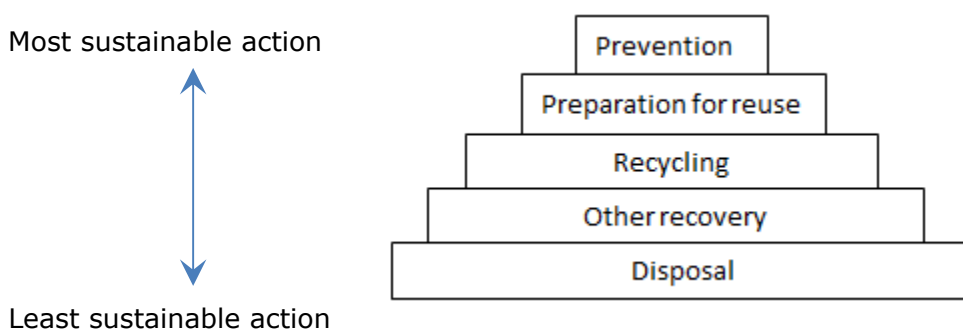 Most sustainable action
Prevention
Preparation for reuse
Recycling
Other recovery
Disposal
Least sustainable action